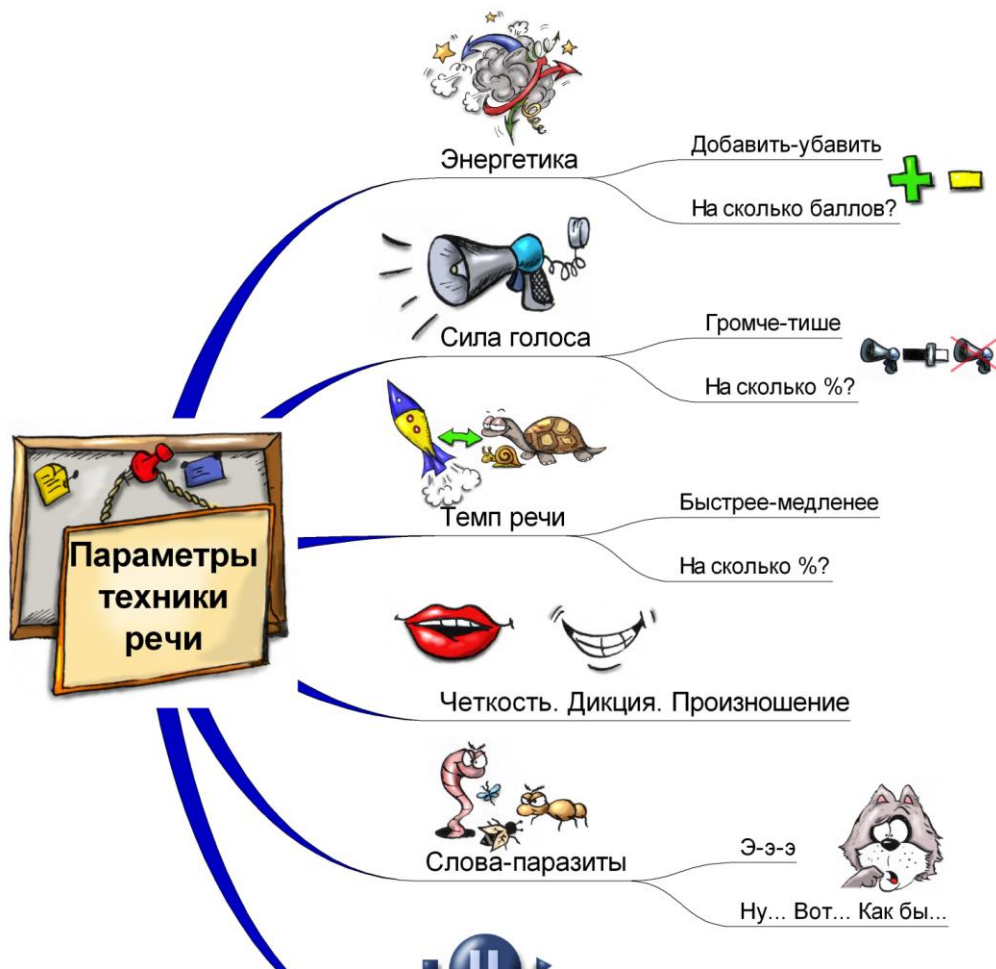 Энергетика
Добавить-убавить
На сколько баллов?
Сила голоса
Громче-тише
На сколько %?
Темп речи
Быстрее-медленее
На сколько %?
Параметры
техники
речи
Четкость. Дикция. Произношение
Слова-паразиты
Э-э-э
Ну... Вот... Как бы...